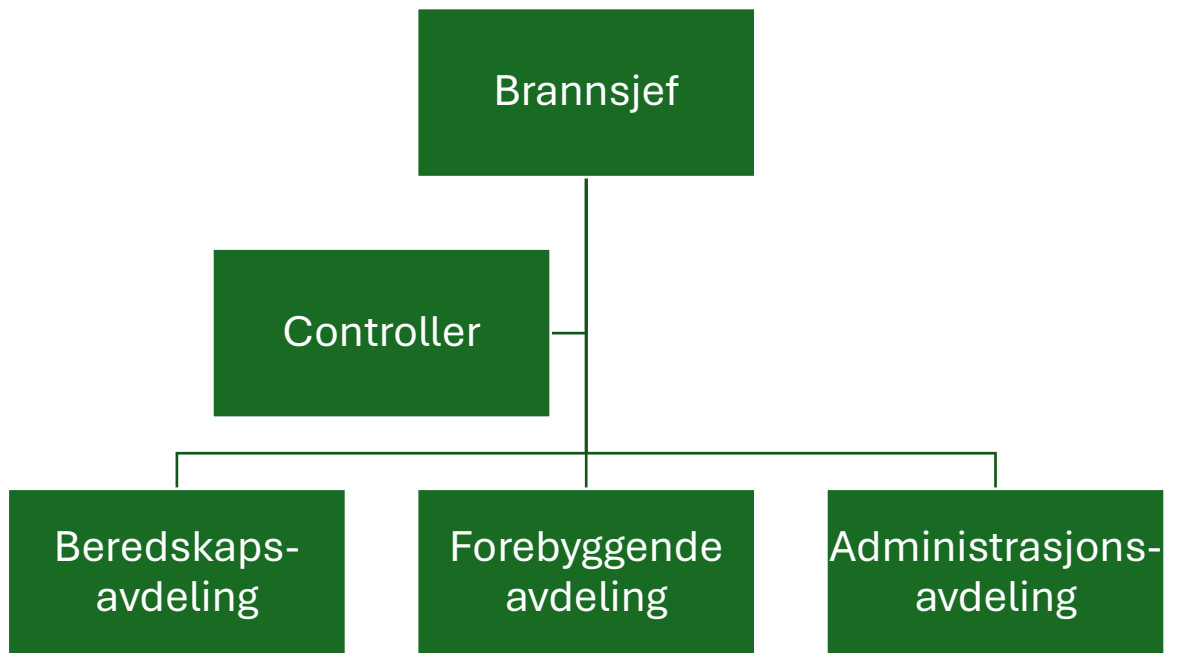 Brannsjef
Controller
Beredskaps-
avdeling
Forebyggende
avdeling
Administrasjons-
avdeling